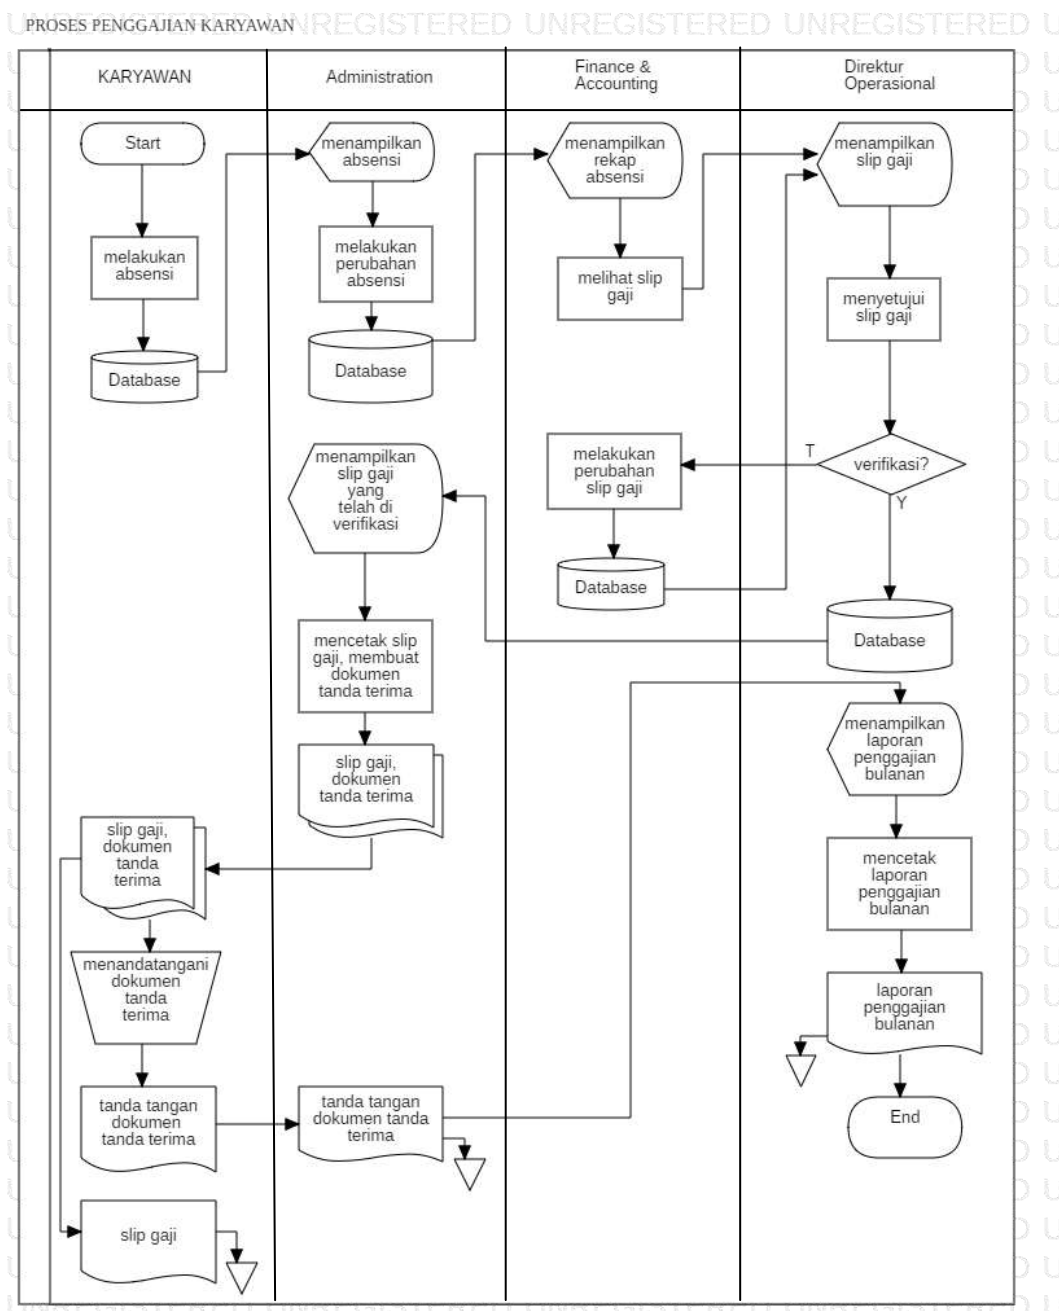 UNREGISTERED UNREGISTERED UNREGISTERED UNREGISTERED U
PROSES PENGGAJIAN KARYAWAN
KARYAWAN
Administration
Finance &
Accounting
Direktur
Operasional
Start
menampilkan
absensi
menampilkan
rekap
absensi
menampilkan
slip gaji
melakukan
absensi
melakukan
perubahan
absensi
melihat slip
gaji
menyetujui
slip gaji
Database
Database
menampilkan
slip gaji
yang
telah di
verifikasi
melakukan
perubahan
slip gaji
T
verifikasi?
Y
Database
Database
mencetak slip
gaji, membuat
dokumen
tanda terima
menampilkan
laporan
penggajian
bulanan
slip gaji,
dokumen
tanda terima
slip gaji,
dokumen
tanda
terima
mencetak
laporan
penggajian
bulanan
menandatangani
dokumen
tanda
terima
laporan
penggajian
bulanan
tanda tangan
dokumen
tanda terima
tanda tangan
dokumen tanda
terima
End
slip gaji